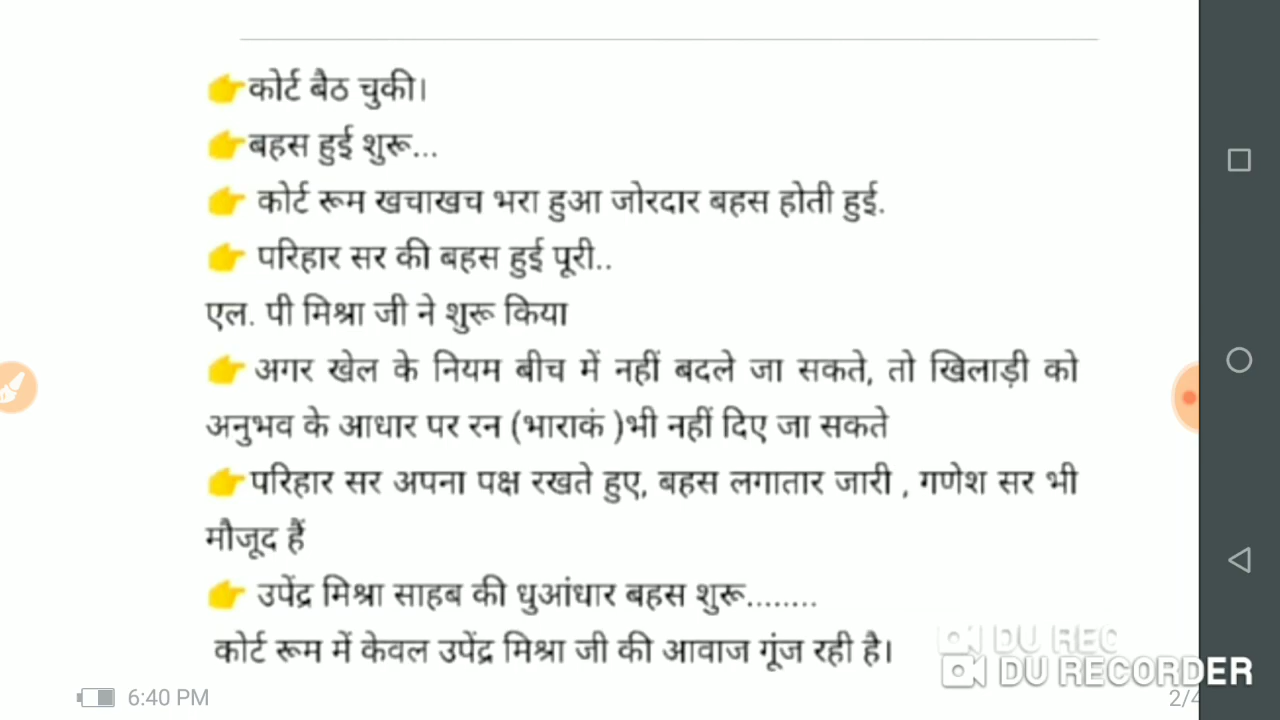 👉कोर्ट बैठ चुकी।
👉बहस हुई शुरू...
👉 कोर्ट रूम खचाखच भरा हुआ जोरदार बहस होती हुई.
👉 परिहार सर की बहस हुई पूरी..
एल. पी मिश्रा जी ने शुरू किया
👉 अगर खेल के नियम बीच में नहीं बदले जा सकते, तो खिलाड़ी को
अनुभव के आधार पर रन (भाराकं )भी नहीं दिए जा सकते
👉परिहार सर अपना पक्ष रखते हुए, बहस लगातार जारी , गणेश सर भी
मौजूद हैं
👉 उपेंद्र मिश्रा साहब की धुआंधार बहस शुरू........
कोर्ट रूम में केवल उपेंद्र मिश्रा जी की आवाज गूंज रही है।
DU REC
DU RECORDER
6:40 PM
2/4